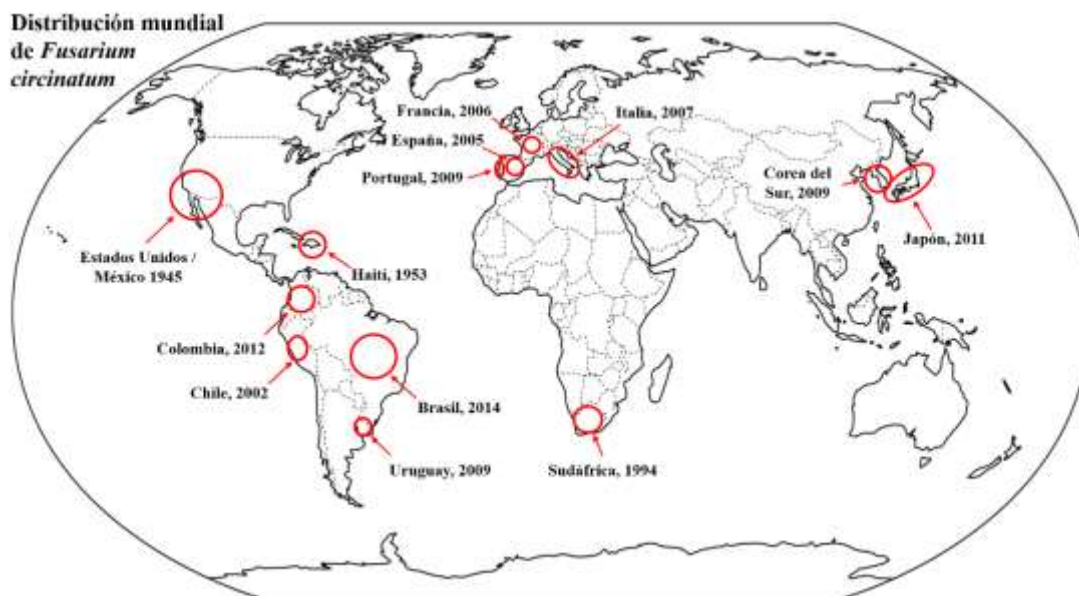 Distribución mundial
de Fusarium
circinatum
Francia, 2006
Italia, 2007
España, 2005
Portugal, 2009
Corea del
Sur, 2009
Japón, 2011
Estados Unidos /
México 1945
Haití, 1953
Colombia, 2012
Chile, 2002
Brasil, 2014
Uruguay, 2009
Sudáfrica, 1994